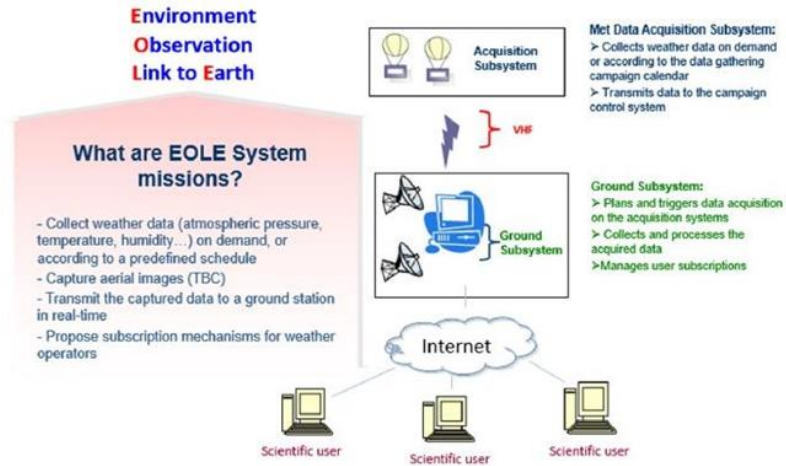 Environment
Observation
Link to Earth
What are EOLE System
missions?
- Collect weather data (atmospheric pressure,
temperature, humidity...) on demand, or
according to a predefined schedule
- Capture aerial images (TBC)
- Transmit the captured data to a ground station
in real-time
- Propose subscription mechanisms for weather
operators
Acquisition
Subsystem
VHF
Ground
Subsystem
Internet
Scientific user
Scientific user
Scientific user
Met Data Acquisition Subsystem:
➢ Collects weather data on demand
or according to the data gathering
campaign calendar
➢ Transmits data to the campaign
control system
Ground Subsystem:
➢ Plans and triggers data acquisition
on the acquisition systems
➢ Collects and processes the
acquired data
➢Manages user subscriptions